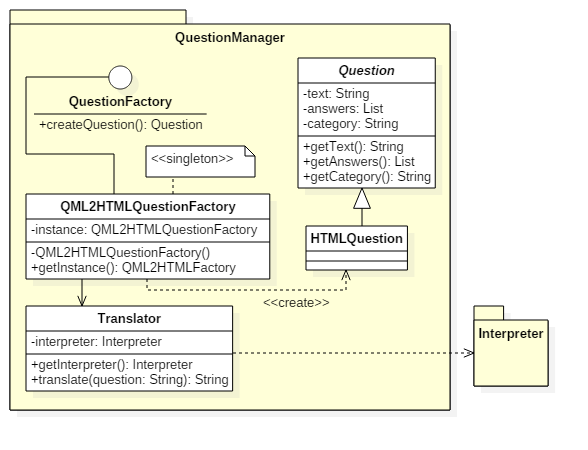 QuestionManager
QuestionFactory
+createQuestion(): Question
<<singleton>>
Question
-text: String
-answers: List
-category: String
+getText(): String
+getAnswers(): List
+getCategory(): String
QML2HTMLQuestionFactory
-instance: QML2HTMLQuestionFactory
-QML2HTMLQuestionFactory()
+getInstance(): QML2HTMLFactory
HTMLQuestion
<<create>>
Translator
-interpreter: Interpreter
+getInterpreter(): Interpreter
+translate(question: String): String
Interpreter